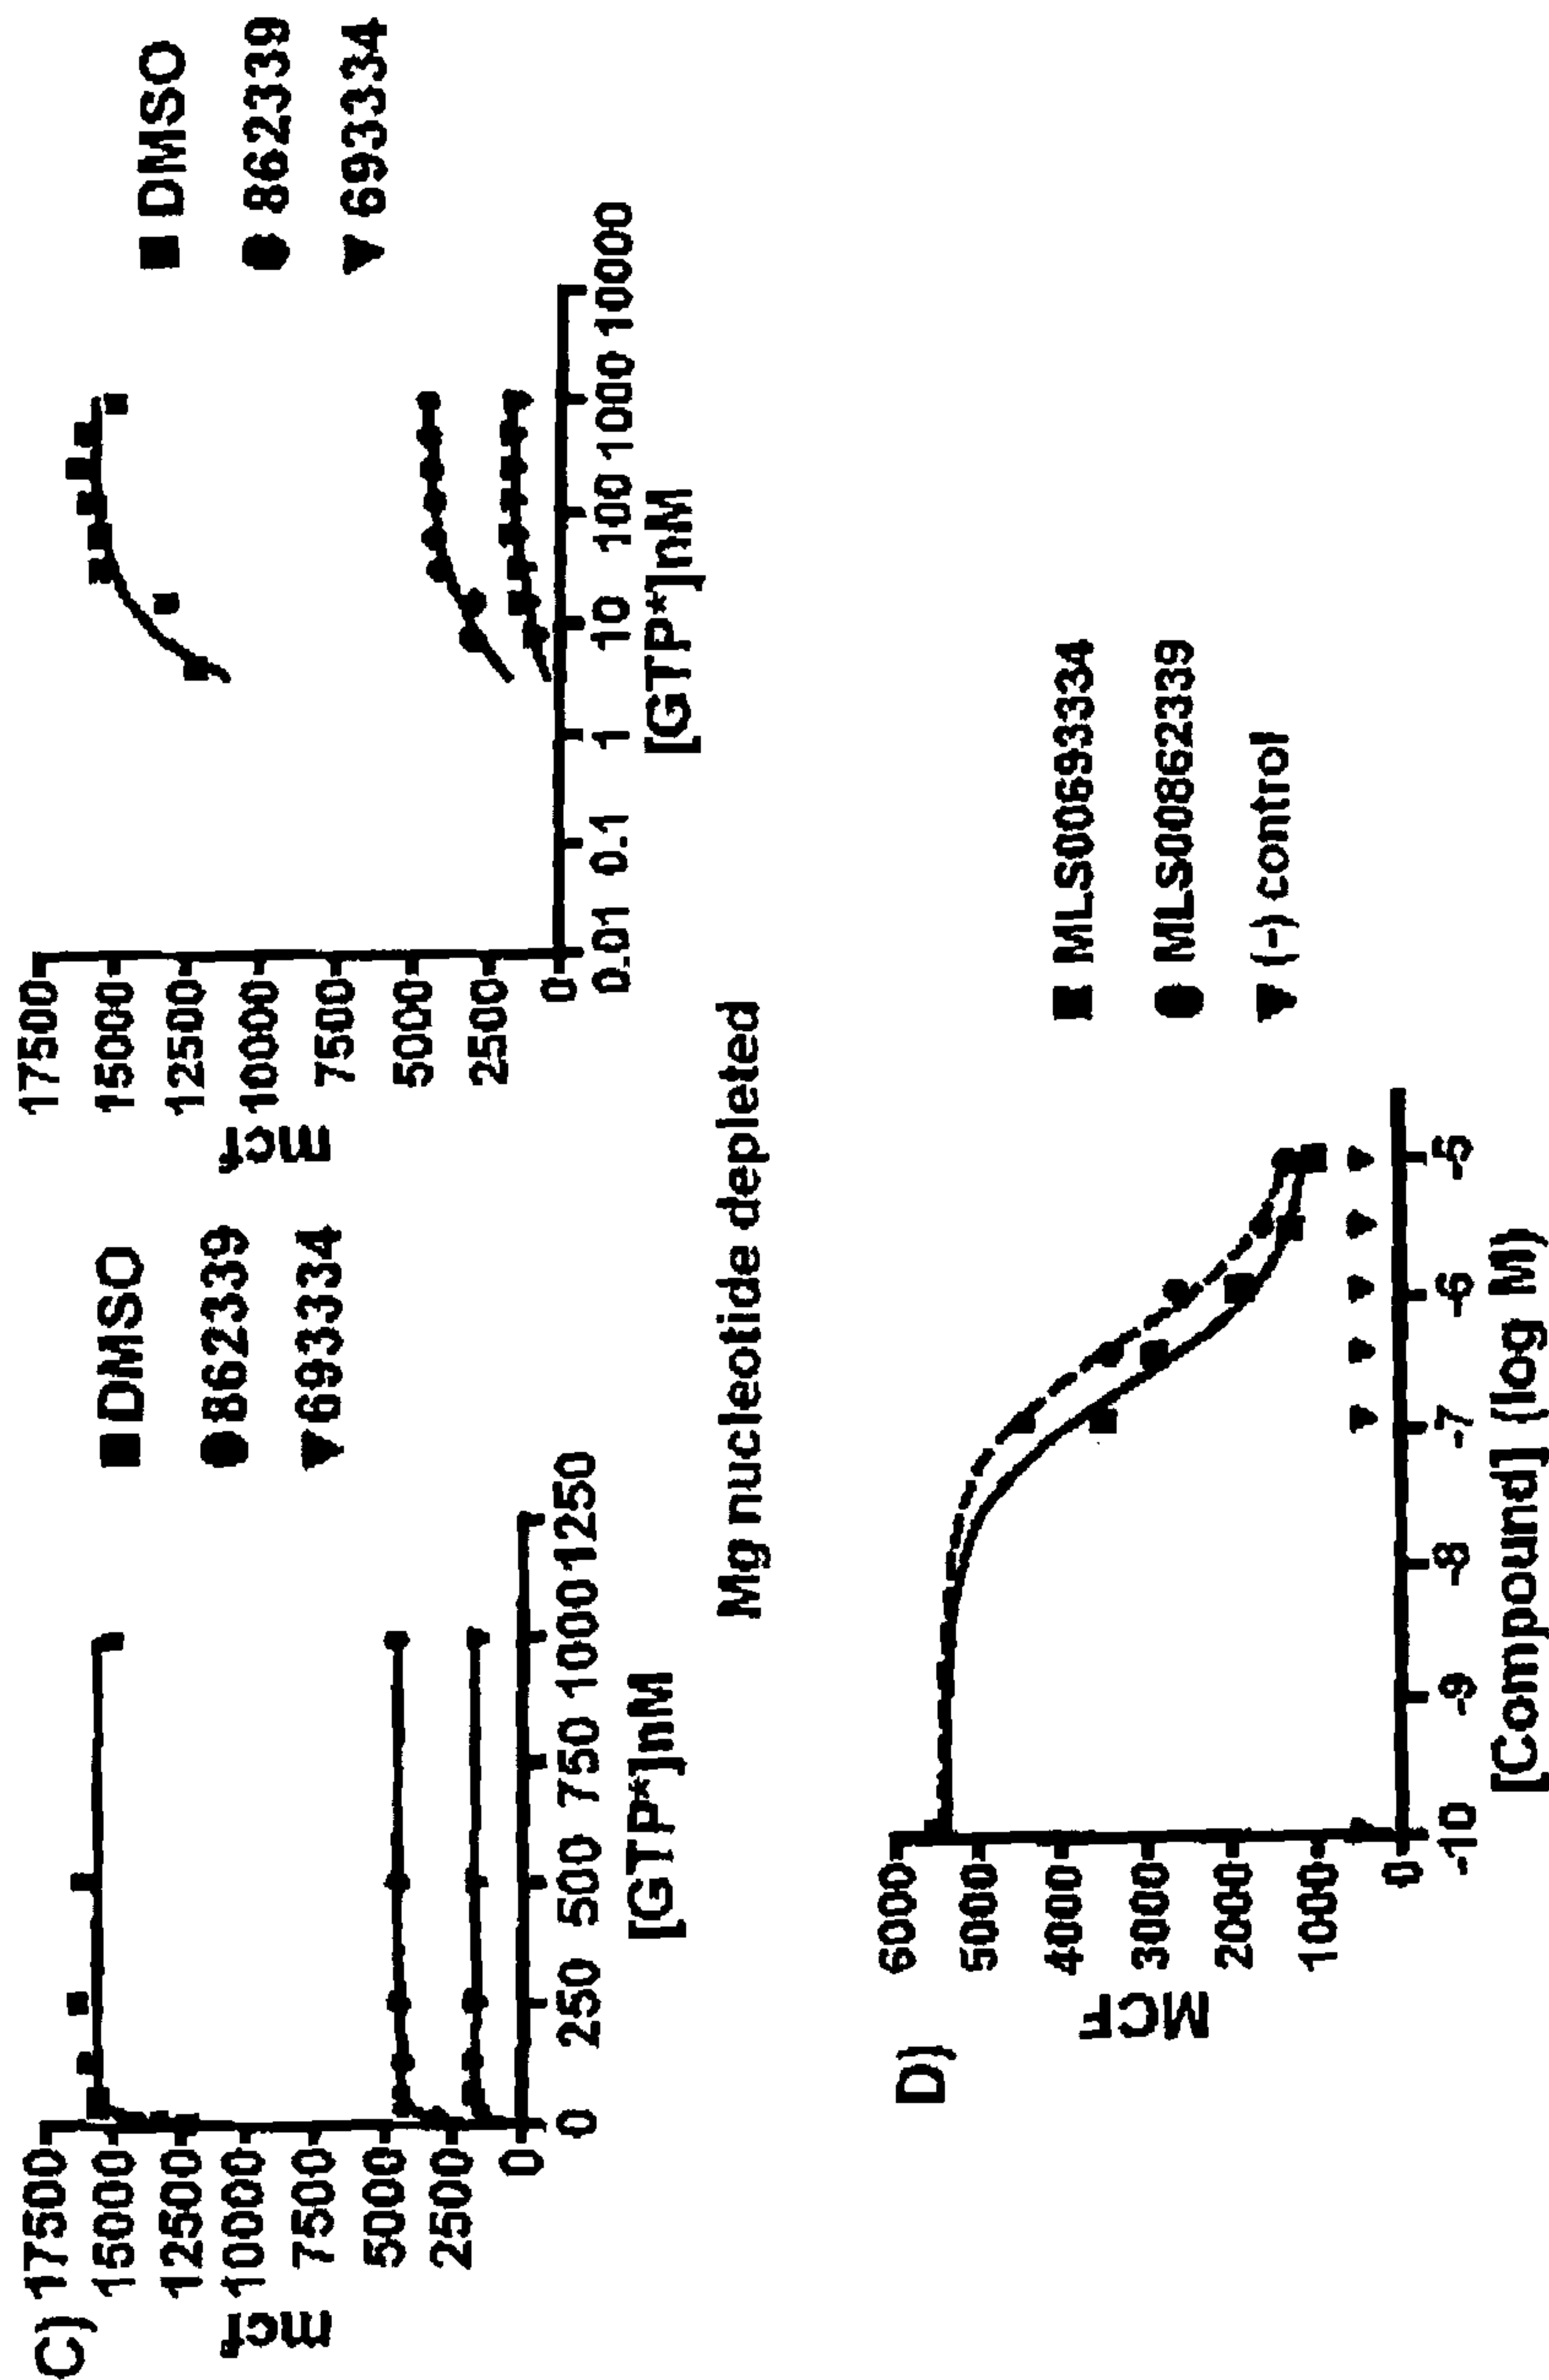 C)
17500
15000
12500
10000
7500
5000
2500
0
mcf
0 250 500 750 1000 1250
[GTP*]nM
DMSO
862339
693334
17500
15000
12500
10000
7500
5000
2500
0
mcf
0.01 0.1 1 10 100 1000 10000
[GTP*]nM
DMSO
862339
693334
Mg nucleotide depleted
D)
6000
5000
4000
3000
2000
1000
0
MCF
-10 -9 -8 -7 -6 -5
[Compound] (log M)
MLS00693334
MLS00862339
(-) control